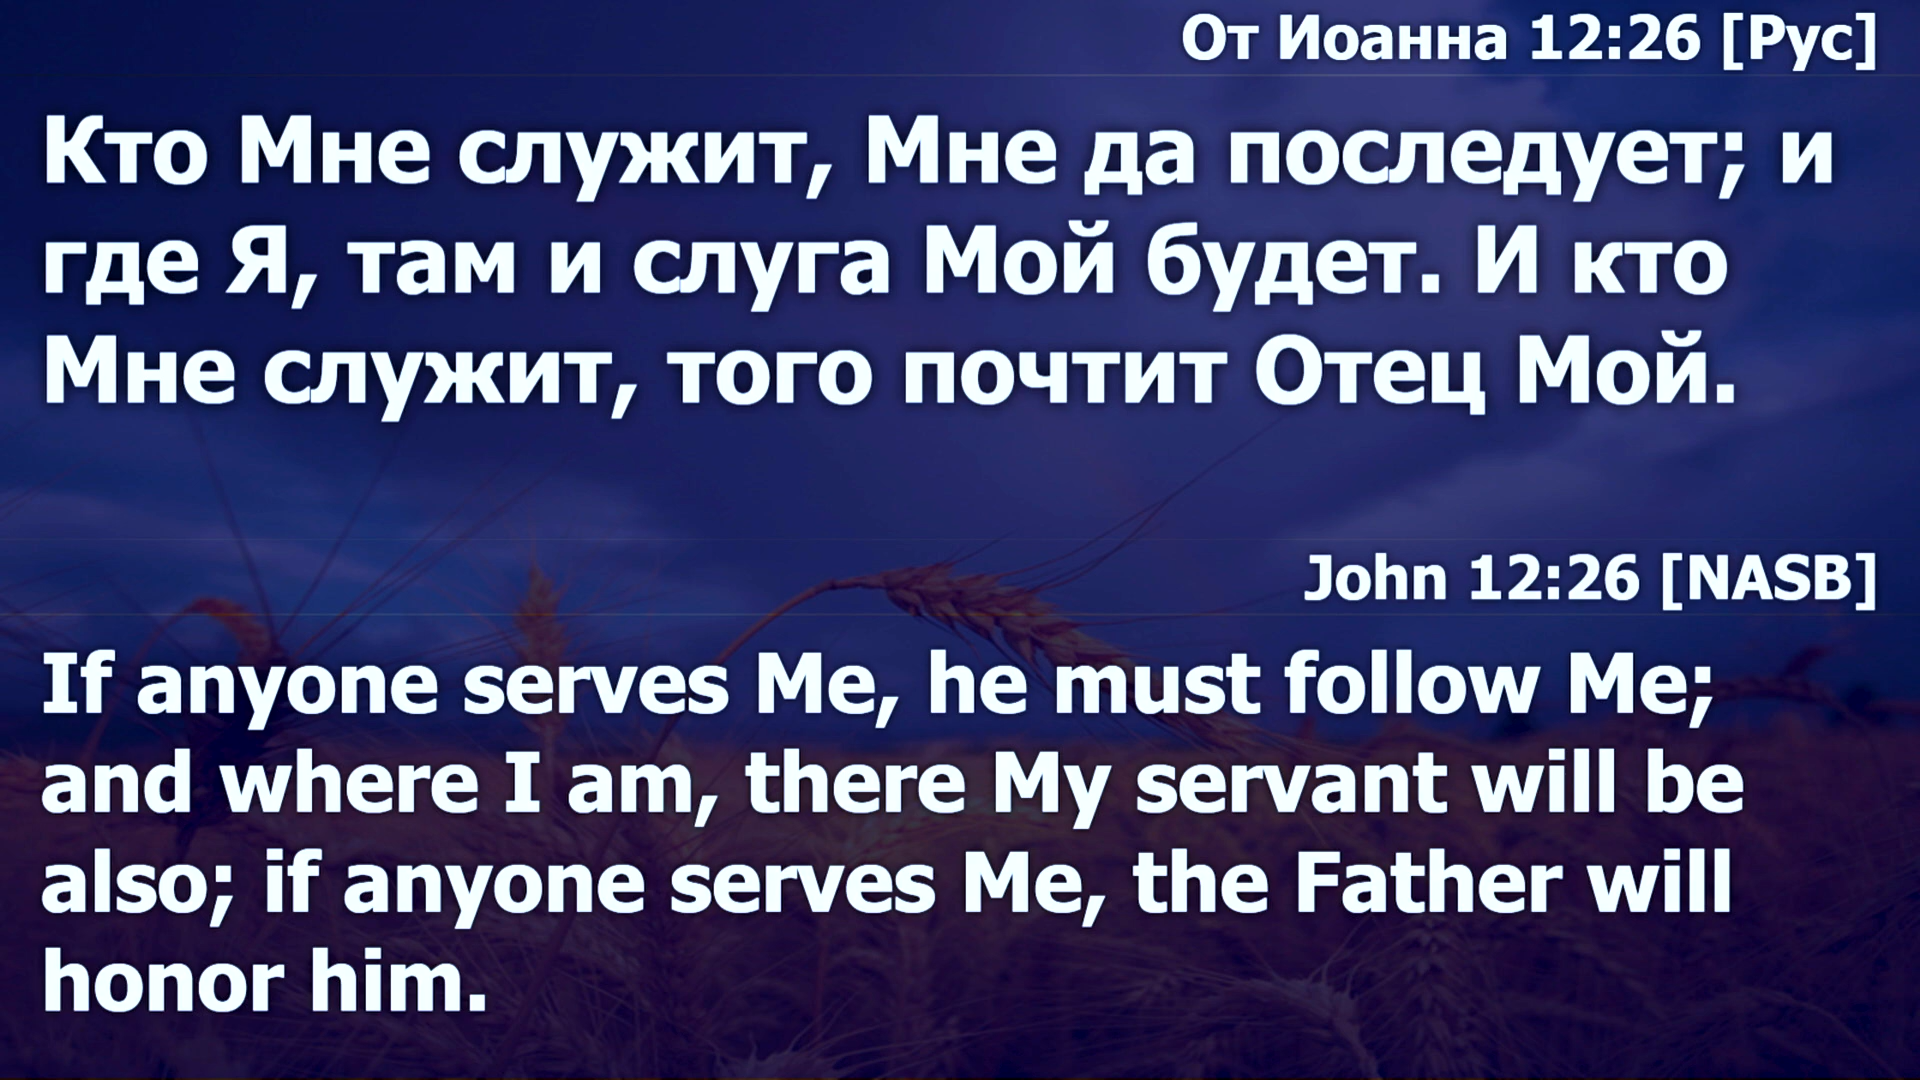 От Иоанна 12:26 [Рус]
Кто Мне служит, Мне да последует; и
где Я, там и слуга Мой будет. И кто
Мне служит, того почтит Отец Мой.
John 12:26 [NASB]
If anyone serves Me, he must follow Me;
and where I am, there My servant will be
also; if anyone serves Me, the Father will
honor him.